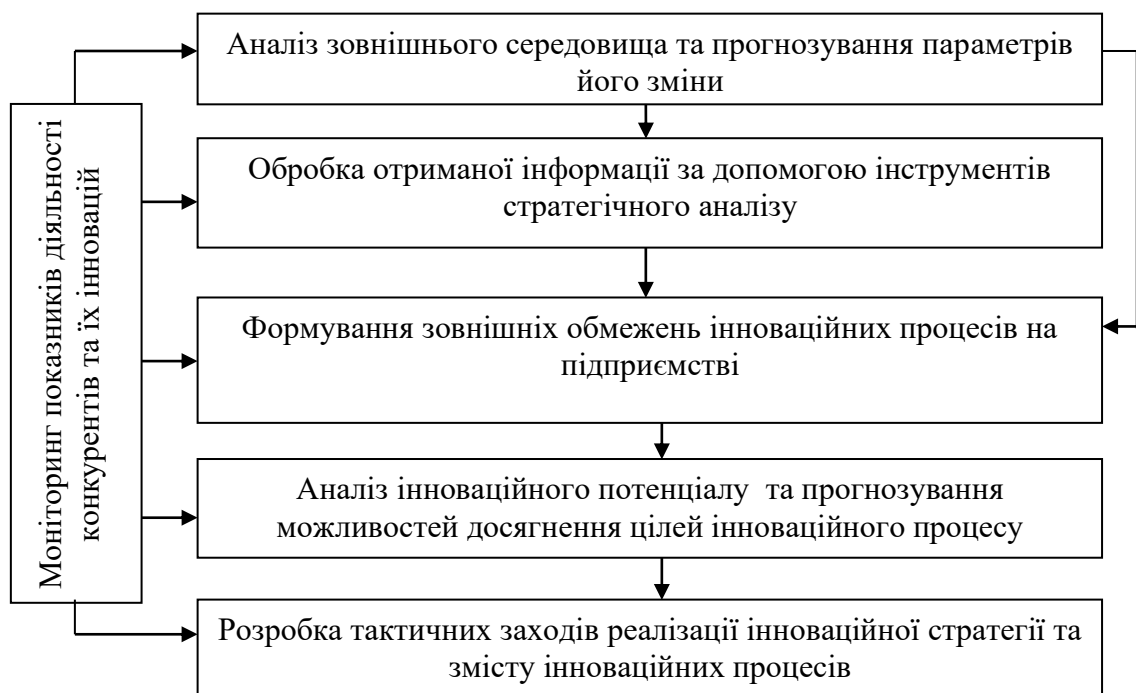 Аналіз зовнішнього середовища та прогнозування параметрів
його зміни
Моніторинг показників діяльності
конкурентів та їх інновацій
Обробка отриманої інформації за допомогою інструментів
стратегічного аналізу
Формування зовнішніх обмежень інноваційних процесів на
підприємстві
Аналіз інноваційного потенціалу та прогнозування
можливостей досягнення цілей інноваційного процесу
Розробка тактичних заходів реалізації інноваційної стратегії та
змісту інноваційних процесів